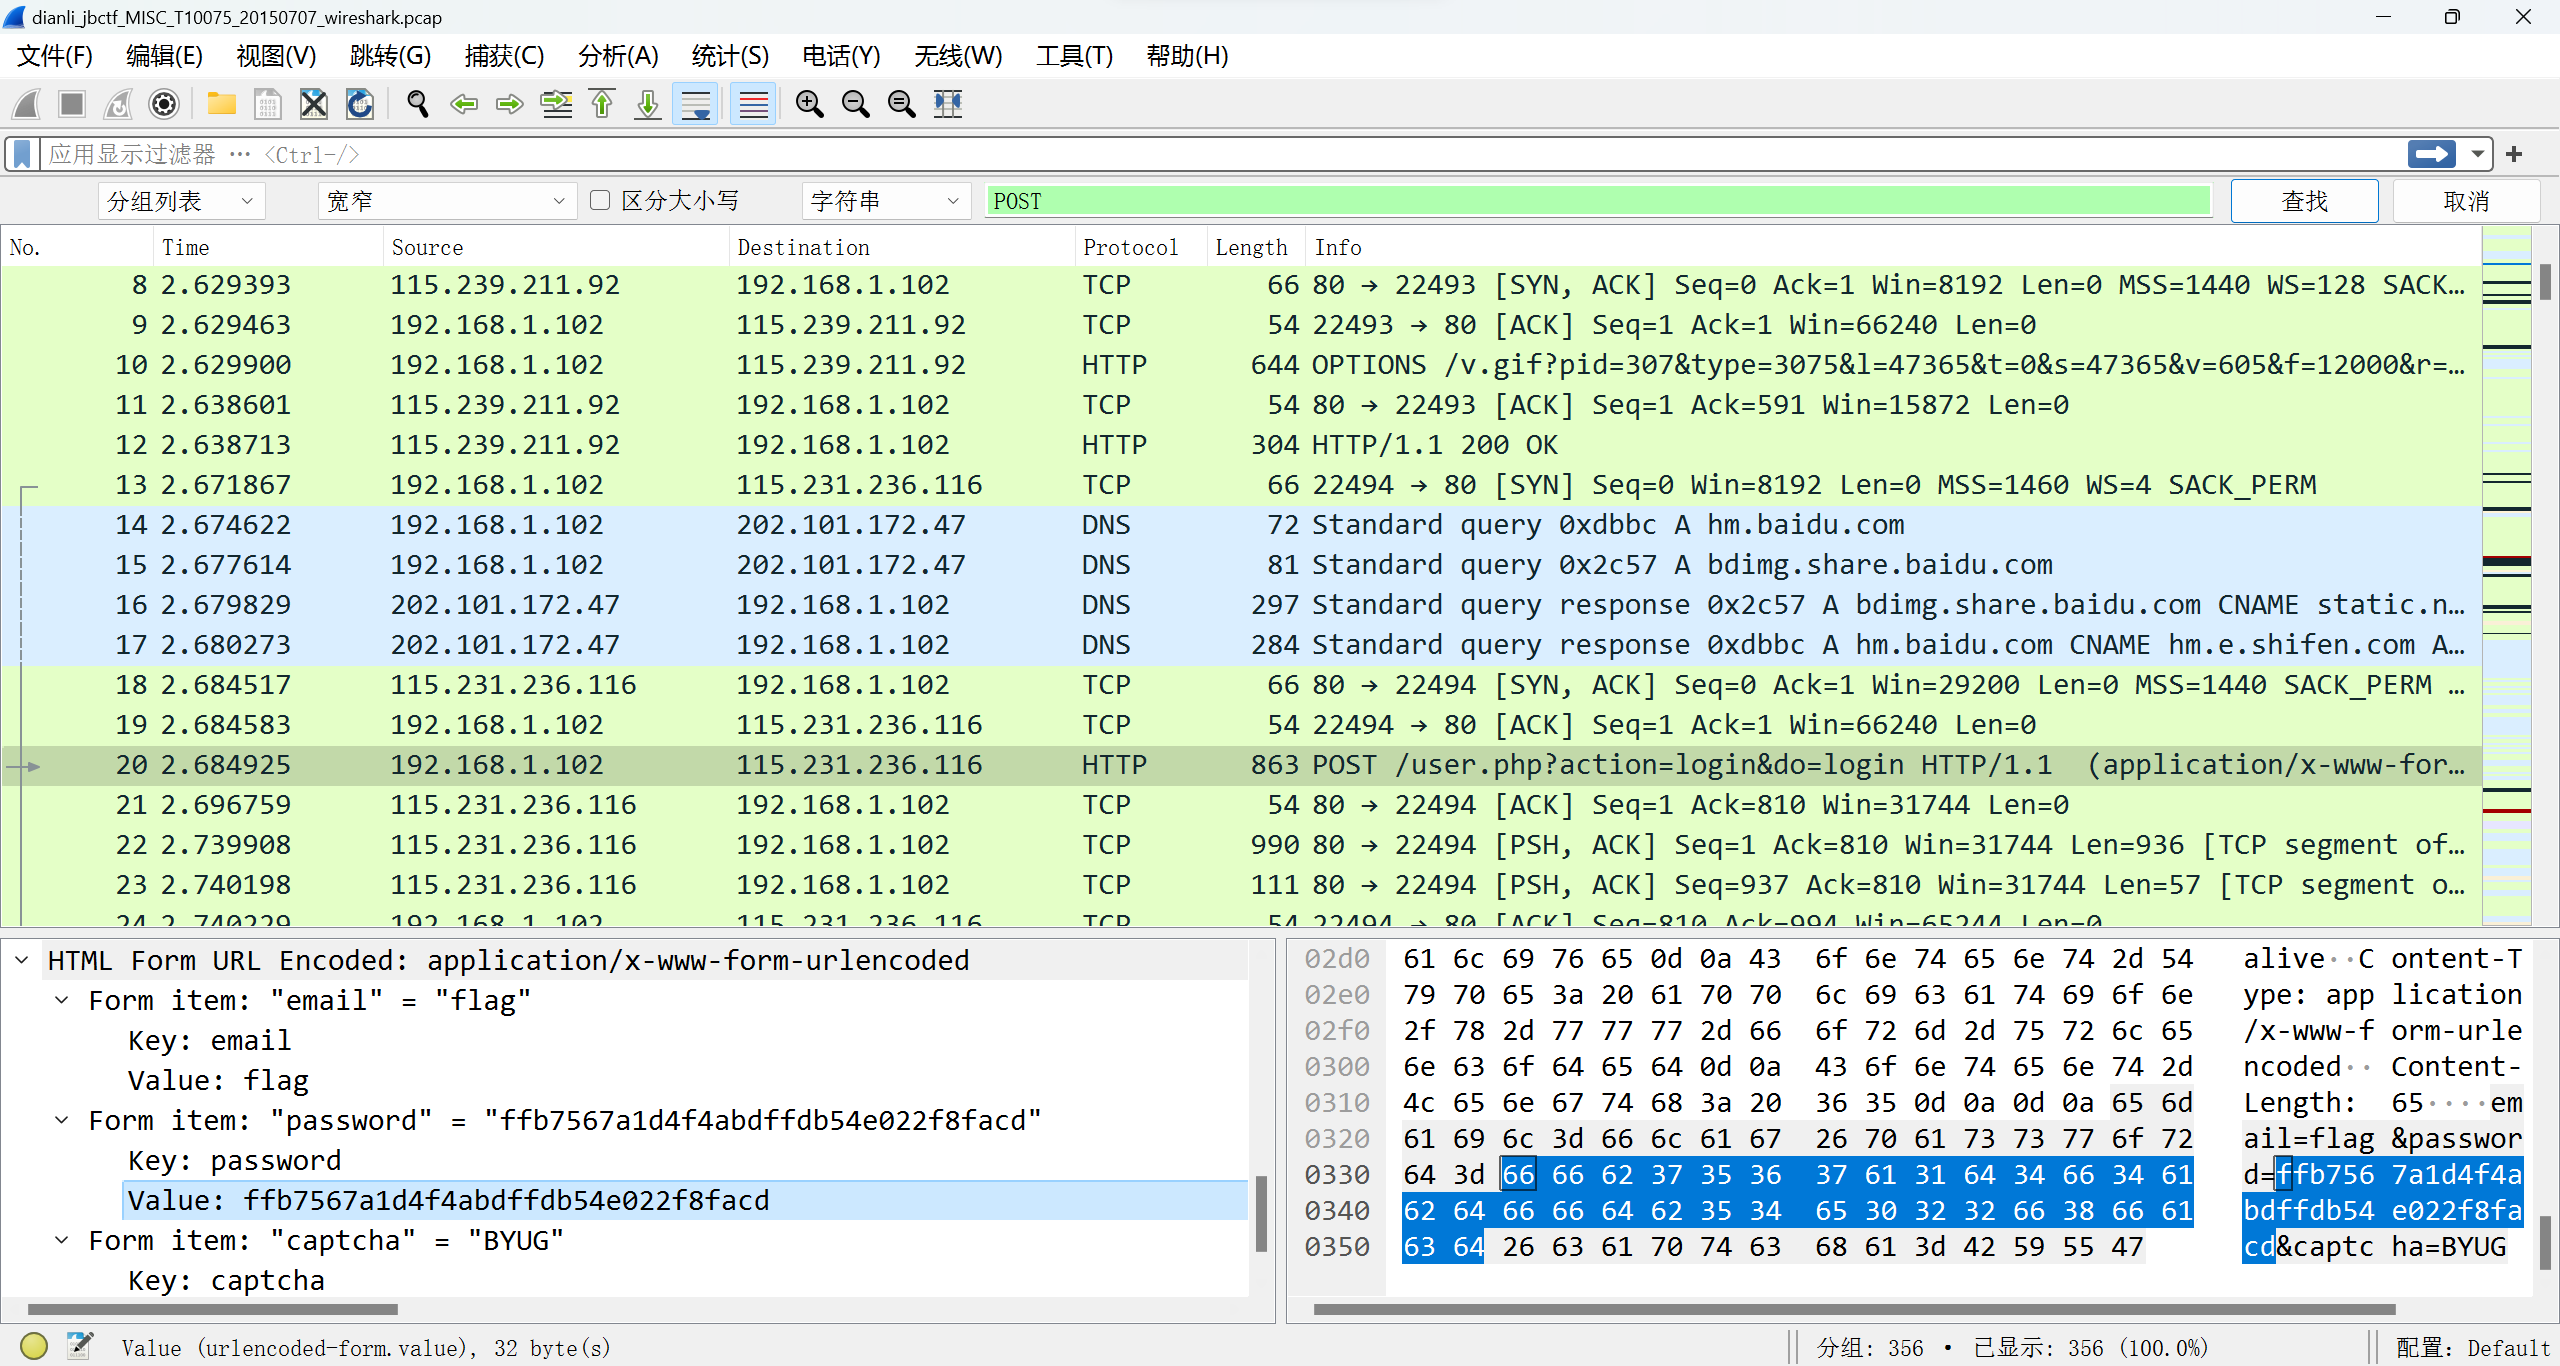 dianli_jbctf_MISC_T10075_20150707_wireshark.pcap
文件(F) 编辑(E) 视图(V) 跳转(G) 捕获(C) 分析(A) 统计(S) 电话(Y) 无线(W) 工具(T) 帮助(H)
应用显示过滤器 … <Ctrl-/>
分组列表 宽窄 区分大小写 字符串 POST 查找 取消
No. Time Source Destination Protocol Length Info
8 2.629393 115.239.211.92 192.168.1.102 TCP 66 80 → 22493 [SYN, ACK] Seq=0 Ack=1 Win=8192 Len=0 MSS=1440 WS=128 SACK…
9 2.629463 192.168.1.102 115.239.211.92 TCP 54 22493 → 80 [ACK] Seq=1 Ack=1 Win=66240 Len=0
10 2.629900 192.168.1.102 115.239.211.92 HTTP 644 OPTIONS /v.gif?pid=307&type=3075&l=47365&t=0&s=47365&v=605&f=12000&r=…
11 2.638601 115.239.211.92 192.168.1.102 TCP 54 80 → 22493 [ACK] Seq=1 Ack=591 Win=15872 Len=0
12 2.638713 115.239.211.92 192.168.1.102 HTTP 304 HTTP/1.1 200 OK
13 2.671867 192.168.1.102 115.231.236.116 TCP 66 22494 → 80 [SYN] Seq=0 Win=8192 Len=0 MSS=1460 WS=4 SACK_PERM
14 2.674622 192.168.1.102 202.101.172.47 DNS 72 Standard query 0xdbbc A hm.baidu.com
15 2.677614 192.168.1.102 202.101.172.47 DNS 81 Standard query 0x2c57 A bdimg.share.baidu.com
16 2.679829 202.101.172.47 192.168.1.102 DNS 297 Standard query response 0x2c57 A bdimg.share.baidu.com CNAME static.n…
17 2.680273 202.101.172.47 192.168.1.102 DNS 284 Standard query response 0xdbbc A hm.baidu.com CNAME hm.e.shifen.com A…
18 2.684517 115.231.236.116 192.168.1.102 TCP 66 80 → 22494 [SYN, ACK] Seq=0 Ack=1 Win=29200 Len=0 MSS=1440 SACK_PERM …
19 2.684583 192.168.1.102 115.231.236.116 TCP 54 22494 → 80 [ACK] Seq=1 Ack=1 Win=66240 Len=0
20 2.684925 192.168.1.102 115.231.236.116 HTTP 863 POST /user.php?action=login&do=login HTTP/1.1 (application/x-www-for…
21 2.696759 115.231.236.116 192.168.1.102 TCP 54 80 → 22494 [ACK] Seq=1 Ack=810 Win=31744 Len=0
22 2.739908 115.231.236.116 192.168.1.102 TCP 990 80 → 22494 [PSH, ACK] Seq=1 Ack=810 Win=31744 Len=936 [TCP segment of…
23 2.740198 115.231.236.116 192.168.1.102 TCP 111 80 → 22494 [PSH, ACK] Seq=937 Ack=810 Win=31744 Len=57 [TCP segment o…
24 2.740229 192.168.1.102 115.231.236.116 TCP 54 22494 → 80 [ACK] Seq=810 Ack=994 Win=65244 Len=0
HTML Form URL Encoded: application/x-www-form-urlencoded
Form item: "email" = "flag"
Key: email
Value: flag
Form item: "password" = "ffb7567a1d4f4abdffdb54e022f8facd"
Key: password
Value: ffb7567a1d4f4abdffdb54e022f8facd
Form item: "captcha" = "BYUG"
Key: captcha
02d0 61 6c 69 76 65 0d 0a 43 6f 6e 74 65 6e 74 2d 54 alive··C ontent-T
02e0 79 70 65 3a 20 61 70 70 6c 69 63 61 74 69 6f 6e ype: app lication
02f0 2f 78 2d 77 77 77 2d 66 6f 72 6d 2d 75 72 6c 65 /x-www-f orm-urle
0300 6e 63 6f 64 65 64 0d 0a 43 6f 6e 74 65 6e 74 2d ncoded·· Content-
0310 4c 65 6e 67 74 68 3a 20 36 35 0d 0a 0d 0a 65 6d Length: 65····em
0320 61 69 6c 3d 66 6c 61 67 26 70 61 73 73 77 6f 72 ail=flag &passwor
0330 64 3d 66 66 62 37 35 36 37 61 31 64 34 66 34 61 d=ffb756 7a1d4f4a
0340 62 64 66 66 64 62 35 34 65 30 32 32 66 38 66 61 bdffdb54 e022f8fa
0350 63 64 26 63 61 70 74 63 68 61 3d 42 59 55 47 cd&captc ha=BYUG
Value (urlencoded-form.value), 32 byte(s)
分组: 356 · 已显示: 356 (100.0%)
配置: Default